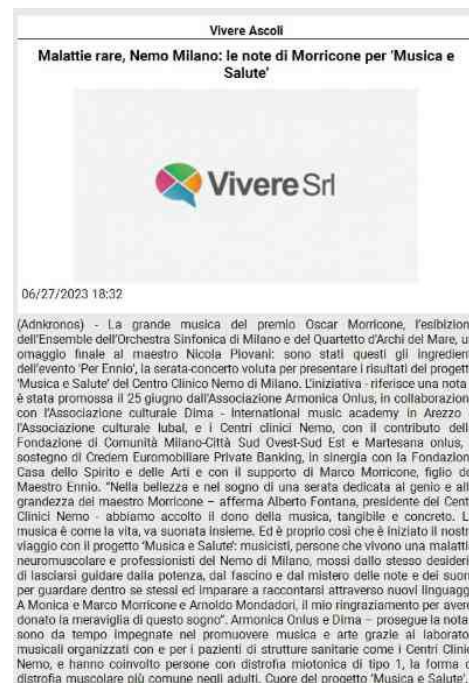 Vivere Ascoli
Malattie rare, Nemo Milano: le note di Morricone per 'Musica e
Salute'
Vivere Srl
06/27/2023 18:32
(Adnkronos) - La grande musica del premio Oscar Morricone, l'esibizion
dell'Ensemble dell'Orchestra Sinfonica di Milano e del Quartetto d'Archi del Mare, u
omaggio finale al maestro Nicola Piovani: sono stati questi gli ingredien
dell'evento 'Per Ennio', la serata-concerto voluta per presentare i risultati del progett
'Musica e Salute' del Centro Clinico Nemo di Milano. L'iniziativa - riferisce una nota
è stata promossa il 25 giugno dall'Associazione Armonica Onlus, in collaborazion
con l'Associazione culturale Dima - International music academy in Arezzo
l'Associazione culturale Iubal, e i Centri clinici Nemo, con il contributo dell
Fondazione di Comunità Milano-Città Sud Ovest-Sud Est e Martesana onlus,
sostegno di Credem Euromobiliare Private Banking, in sinergia con la Fondazion
Casa dello Spirito e delle Arti e con il supporto di Marco Morricone, figlio de
Maestro Ennio. "Nella bellezza e nel sogno di una serata dedicata al genio e all
grandezza del maestro Morricone – afferma Alberto Fontana, presidente dei Cent
Clinici Nemo - abbiamo accolto il dono della musica, tangibile e concreto. L
musica è come la vita, va suonata insieme. Ed è proprio così che è iniziato il nostr
viaggio con il progetto 'Musica e Salute': musicisti, persone che vivono una malatti
neuromuscolare e professionisti del Nemo di Milano, mossi dallo stesso desideri
di lasciarsi guidare dalla potenza, dal fascino e dal mistero delle note e dei suon
per guardare dentro se stessi ed imparare a raccontarsi attraverso nuovi linguagg
A Monica e Marco Morricone e Arnoldo Mondadori, il mio ringraziamento per aver
donato la meraviglia di questo sogno". Armonica Onlus e Dima – prosegue la nota
sono da tempo impegnate nel promuovere musica e arte grazie al laborato
musicali organizzati con e per i pazienti di strutture sanitarie come i Centri Clinic
Nemo, e hanno coinvolto persone con distrofia miotonica di tipo 1, la forma d
distrofia muscolare più comune negli adulti. Cuore del progetto 'Musica e Salute',